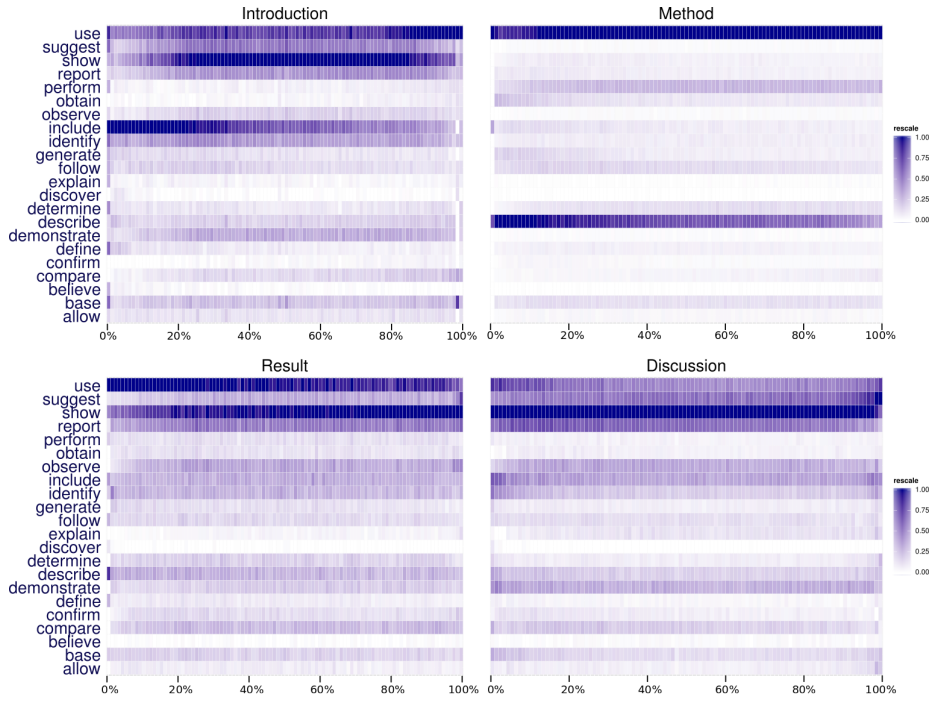 Introduction
Method
use
suggest
show
report
perform
obtain
observe
include
identify
generate
follow
explain
discover
determine
describe
demonstrate
define
confirm
compare
believe
base
allow
0% 20% 40% 60% 80% 100%
0% 20% 40% 60% 80% 100%
rescale
1.00
0.75
0.50
0.25
0.00
Result
Discussion
use
suggest
show
report
perform
obtain
observe
include
identify
generate
follow
explain
discover
determine
describe
demonstrate
define
confirm
compare
believe
base
allow
0% 20% 40% 60% 80% 100%
0% 20% 40% 60% 80% 100%
rescale
1.00
0.75
0.50
0.25
0.00